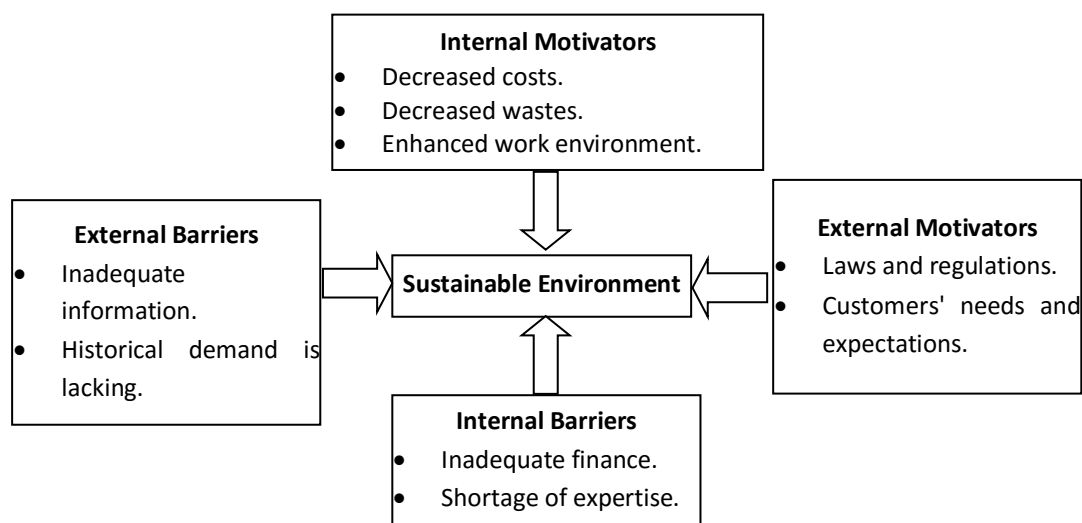 Internal Motivators
• Decreased costs.
• Decreased wastes.
• Enhanced work environment.
External Barriers
• Inadequate
information.
• Historical demand is
lacking.
Sustainable Environment
External Motivators
• Laws and regulations.
• Customers' needs and
expectations.
Internal Barriers
• Inadequate finance.
• Shortage of expertise.